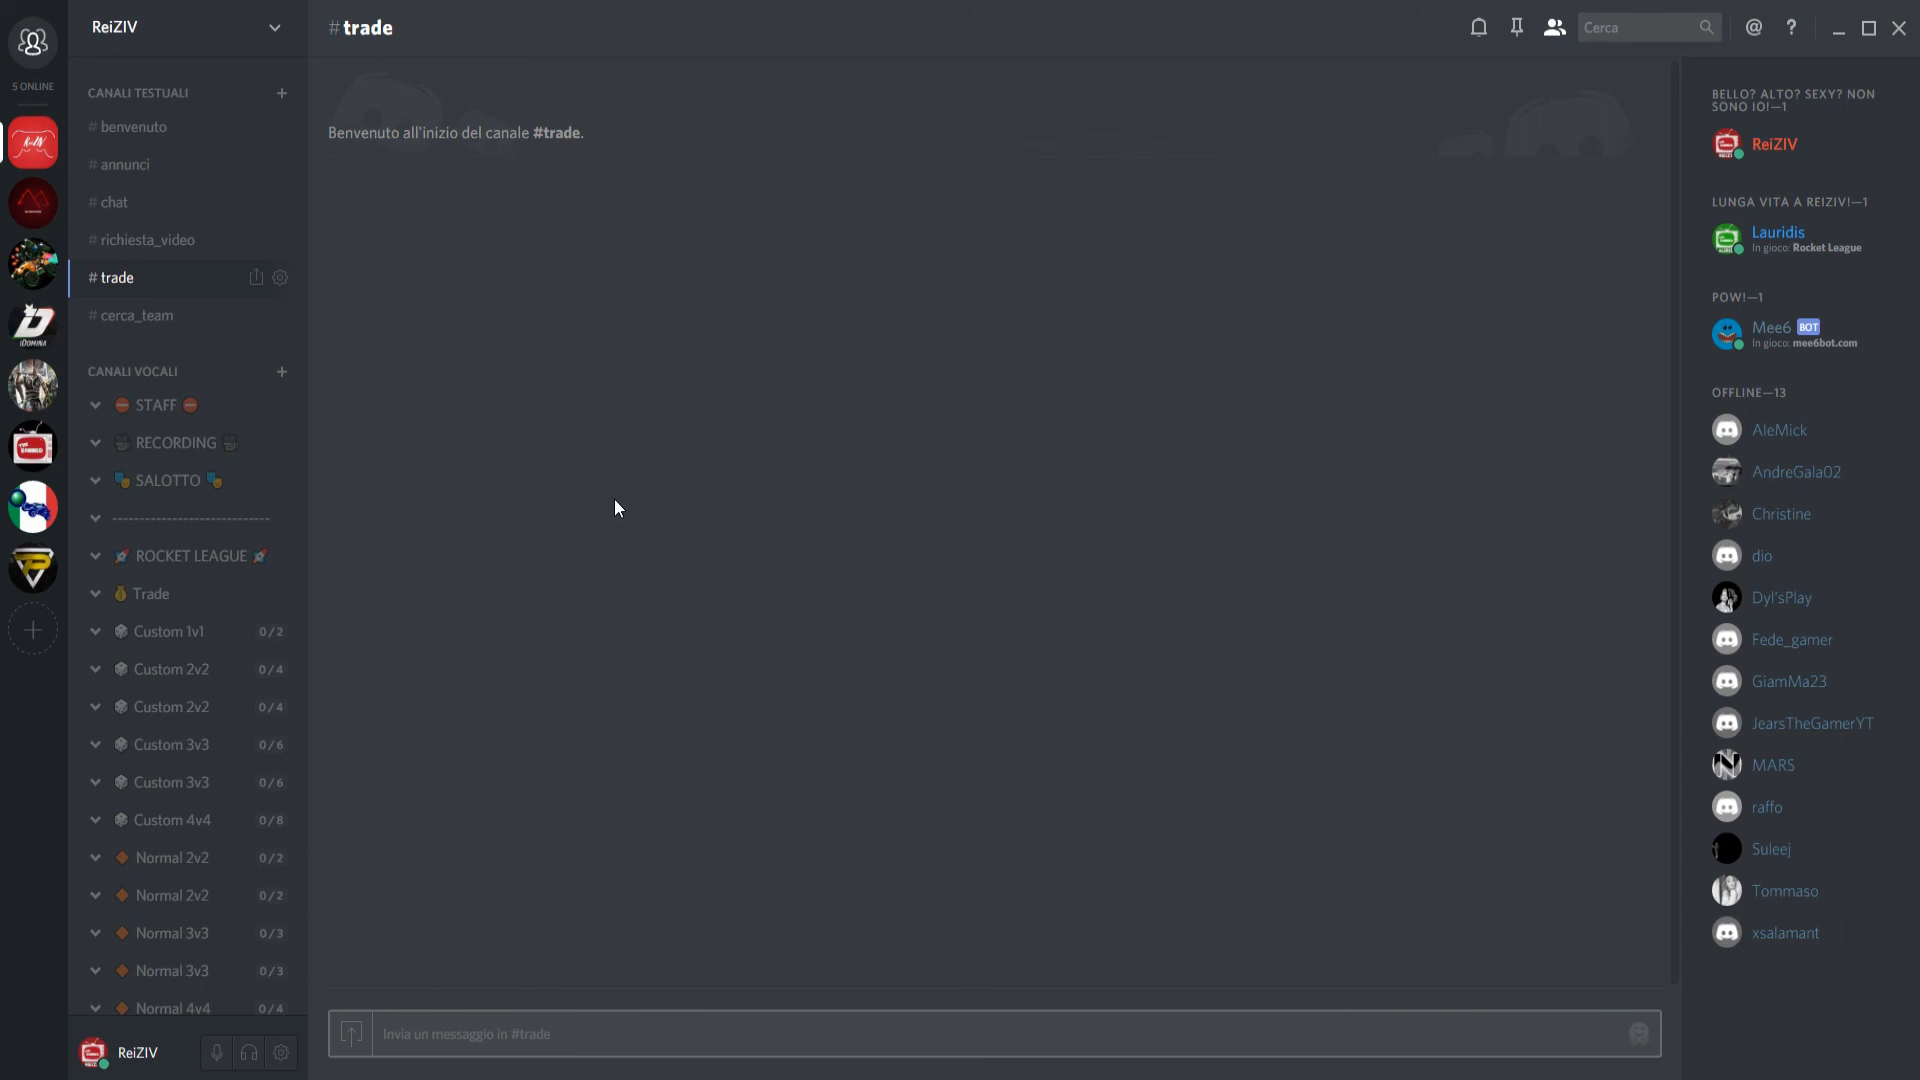 5 ONLINE
iDOMINA
ReiZIV
CANALI TESTUALI
# benvenuto
# annunci
# chat
# richiesta_video
# trade
# cerca_team
CANALI VOCALI
STAFF
RECORDING
SALOTTO
-----------------------------
ROCKET LEAGUE
Trade
Custom 1v1 0/2
Custom 2v2 0/4
Custom 2v2 0/4
Custom 3v3 0/6
Custom 3v3 0/6
Custom 4v4 0/8
Normal 2v2 0/2
Normal 2v2 0/2
Normal 3v3 0/3
Normal 3v3 0/3
Normal 4v4 0/4
ReiZIV
#trade
Cerca
@ ?
Benvenuto all'inizio del canale #trade.
Invia un messaggio in #trade
BELLO? ALTO? SEXY? NON
SONO IO!—1
ReiZIV
LUNGA VITA A REIZIV!—1
Lauridis
In gioco: Rocket League
POW!—1
Mee6 BOT
In gioco: mee6bot.com
OFFLINE—13
AleMick
AndreGala02
Christine
dio
Dyl'sPlay
Fede_gamer
GiamMa23
JearsTheGamerYT
MARS
raffo
Suleej
Tommaso
xsalamant